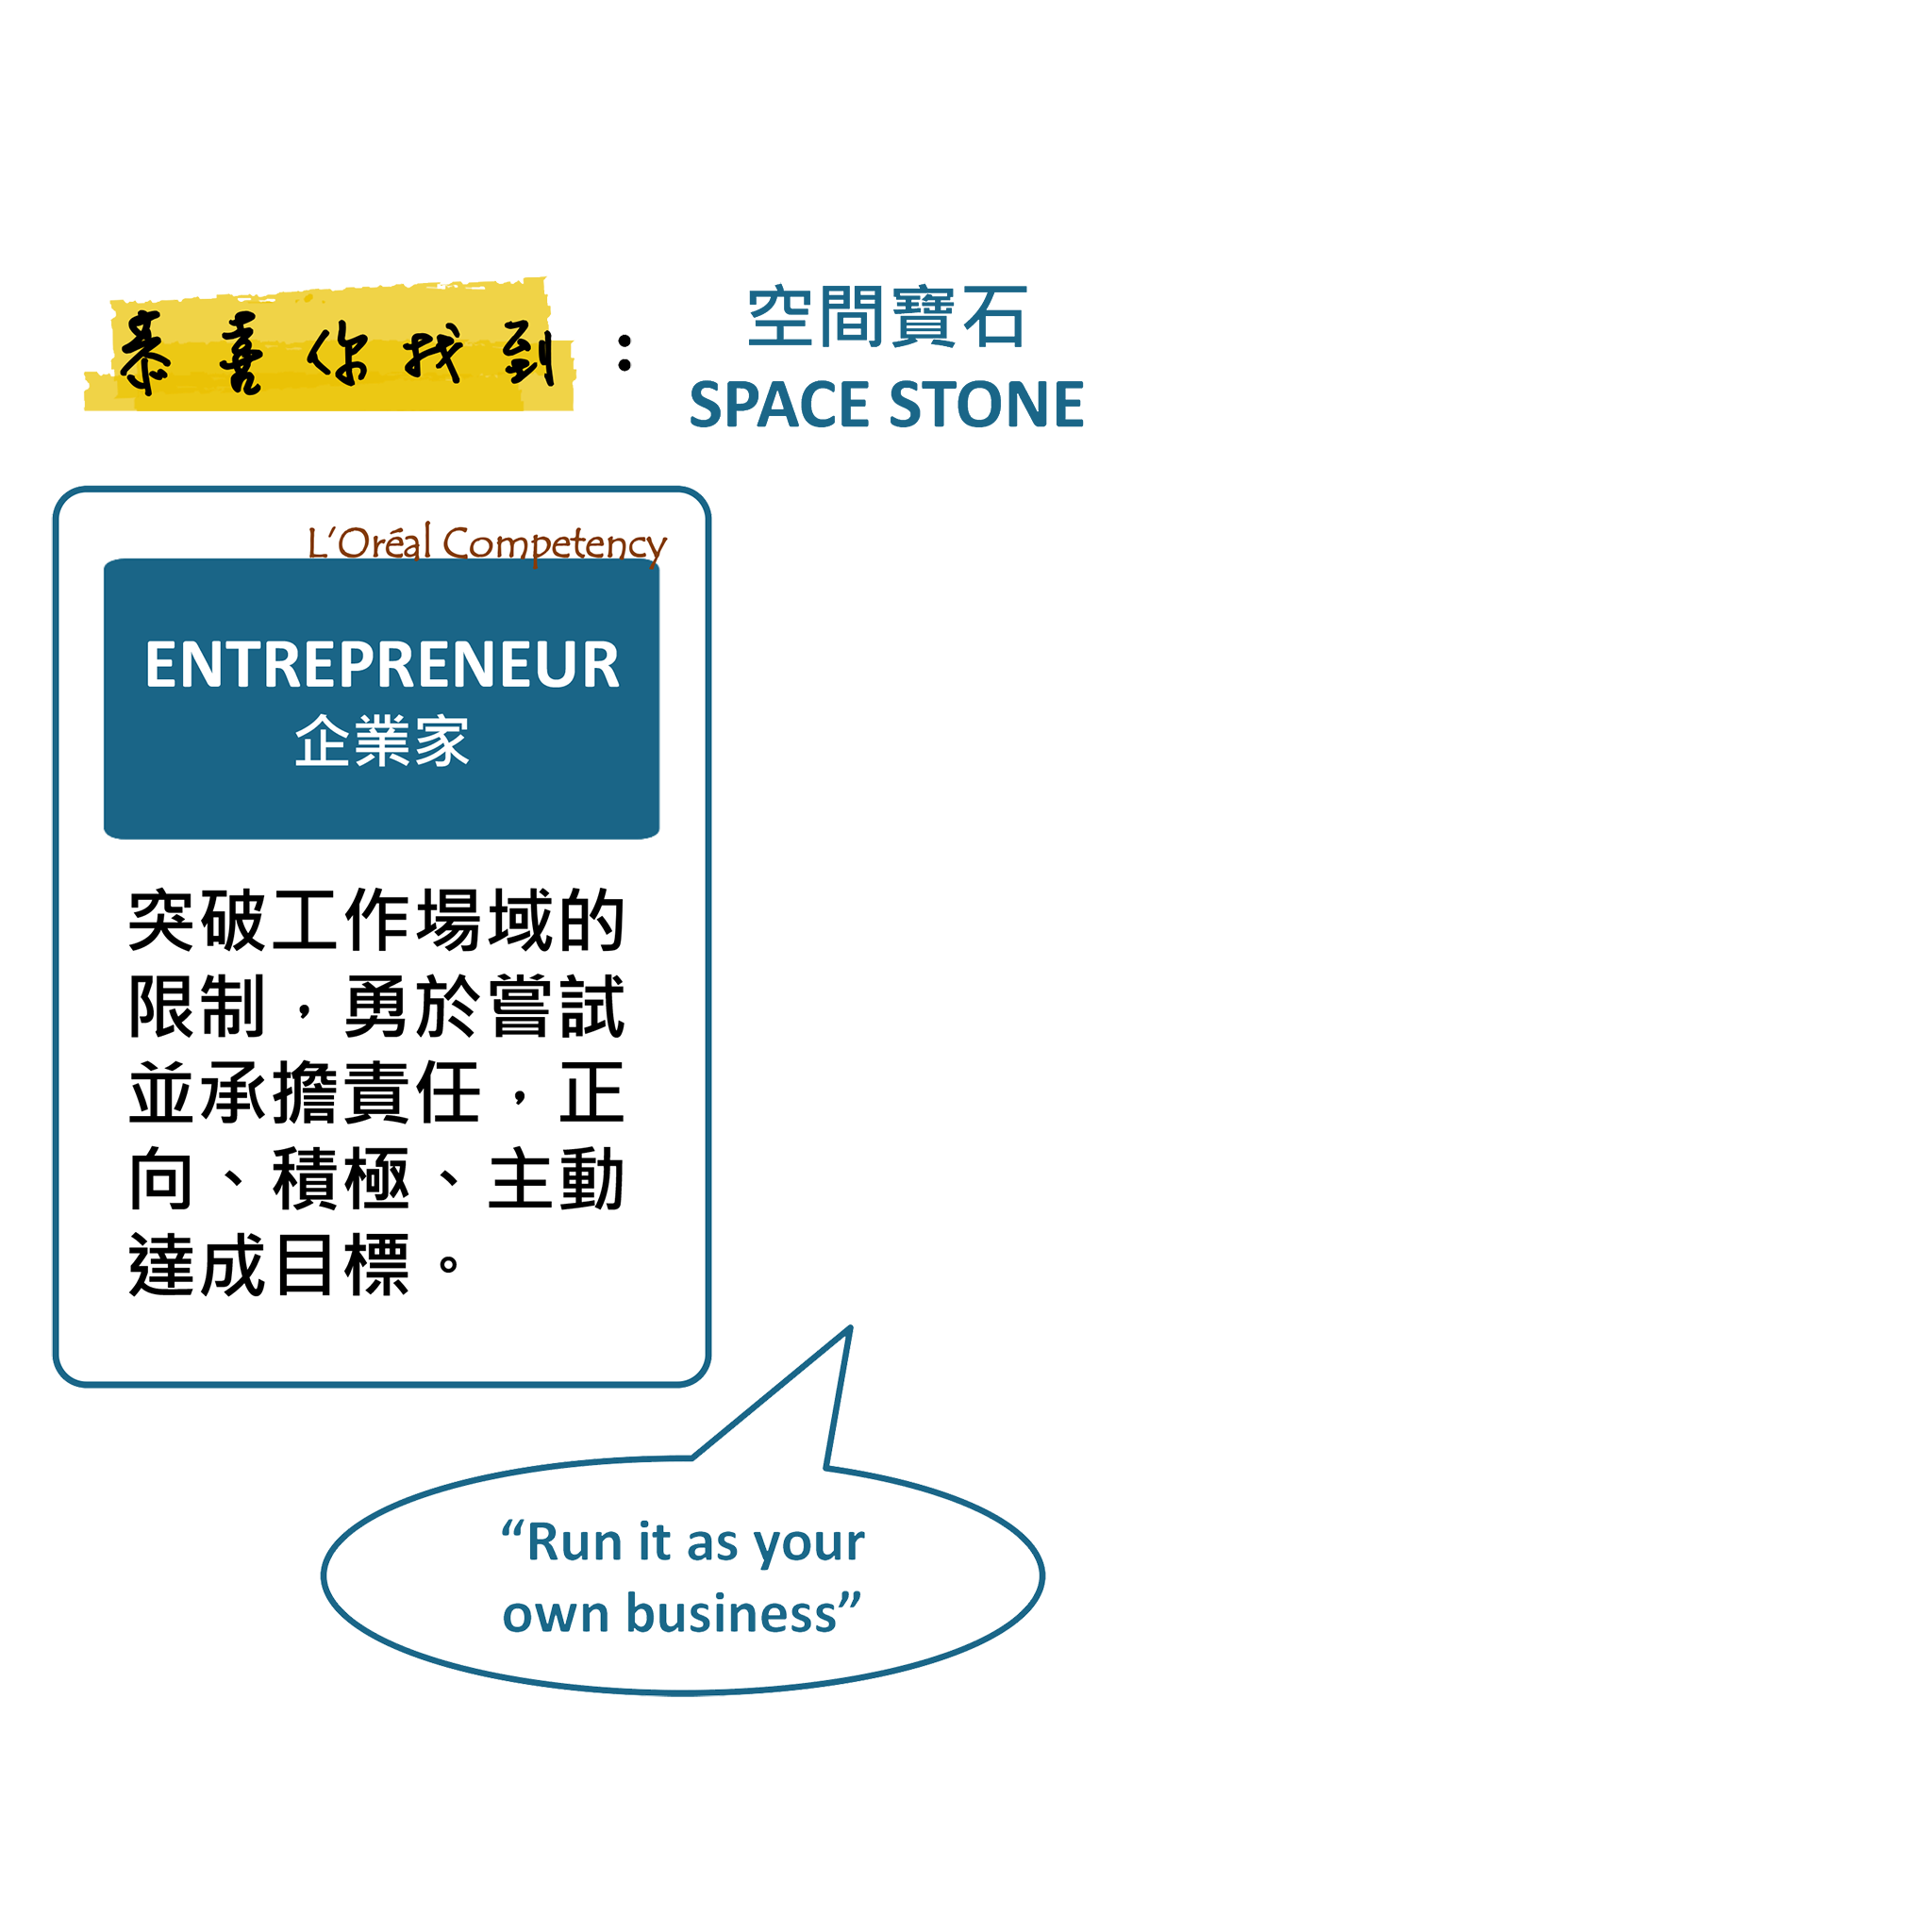 恭喜你找到：
空間寶石
SPACE STONE
L'Oréal Competency
ENTREPRENEUR
企業家
突破工作場域的
限制，勇於嘗試
並承擔責任，正
向、積極、主動
達成目標。
“Run it as your
own business”